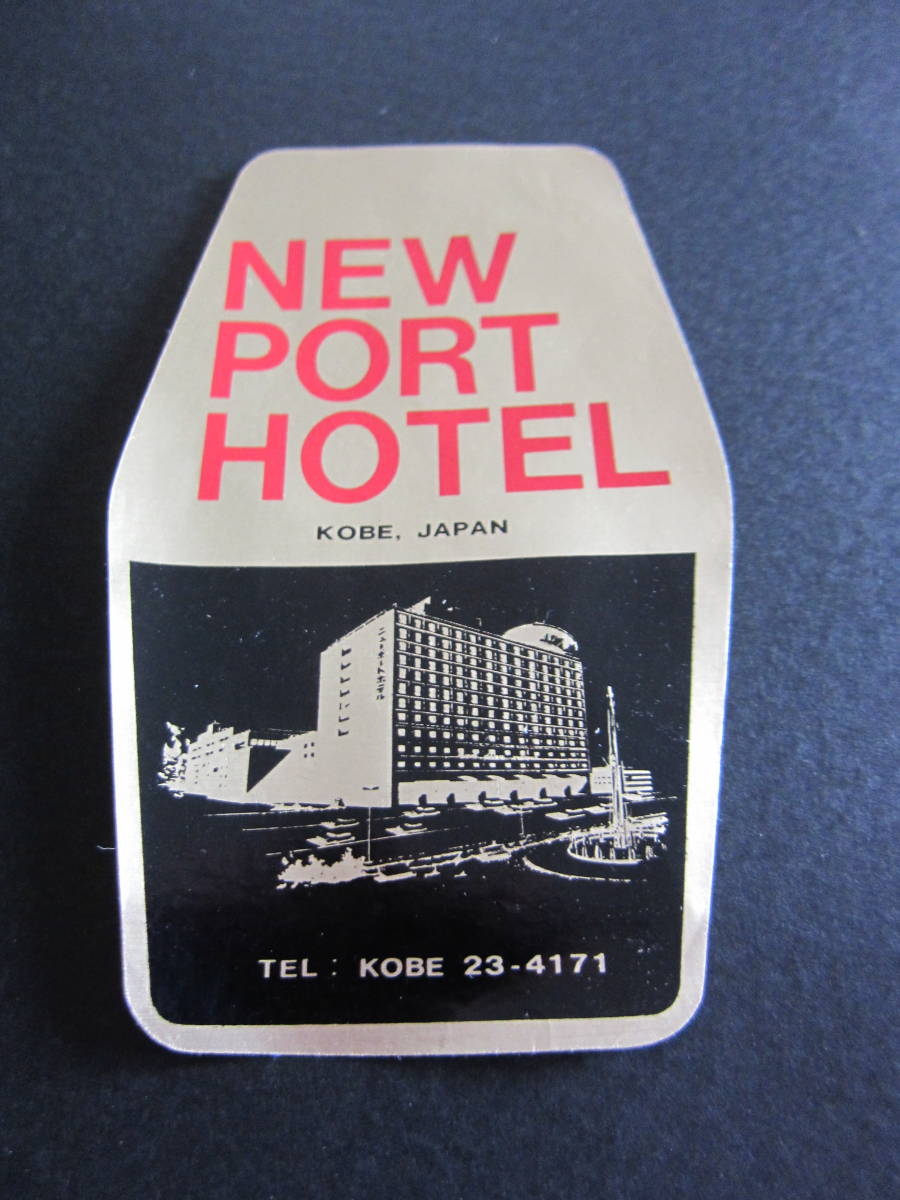 NEW
PORT
HOTEL
KOBE, JAPAN
TEL: KOBE 23-4171